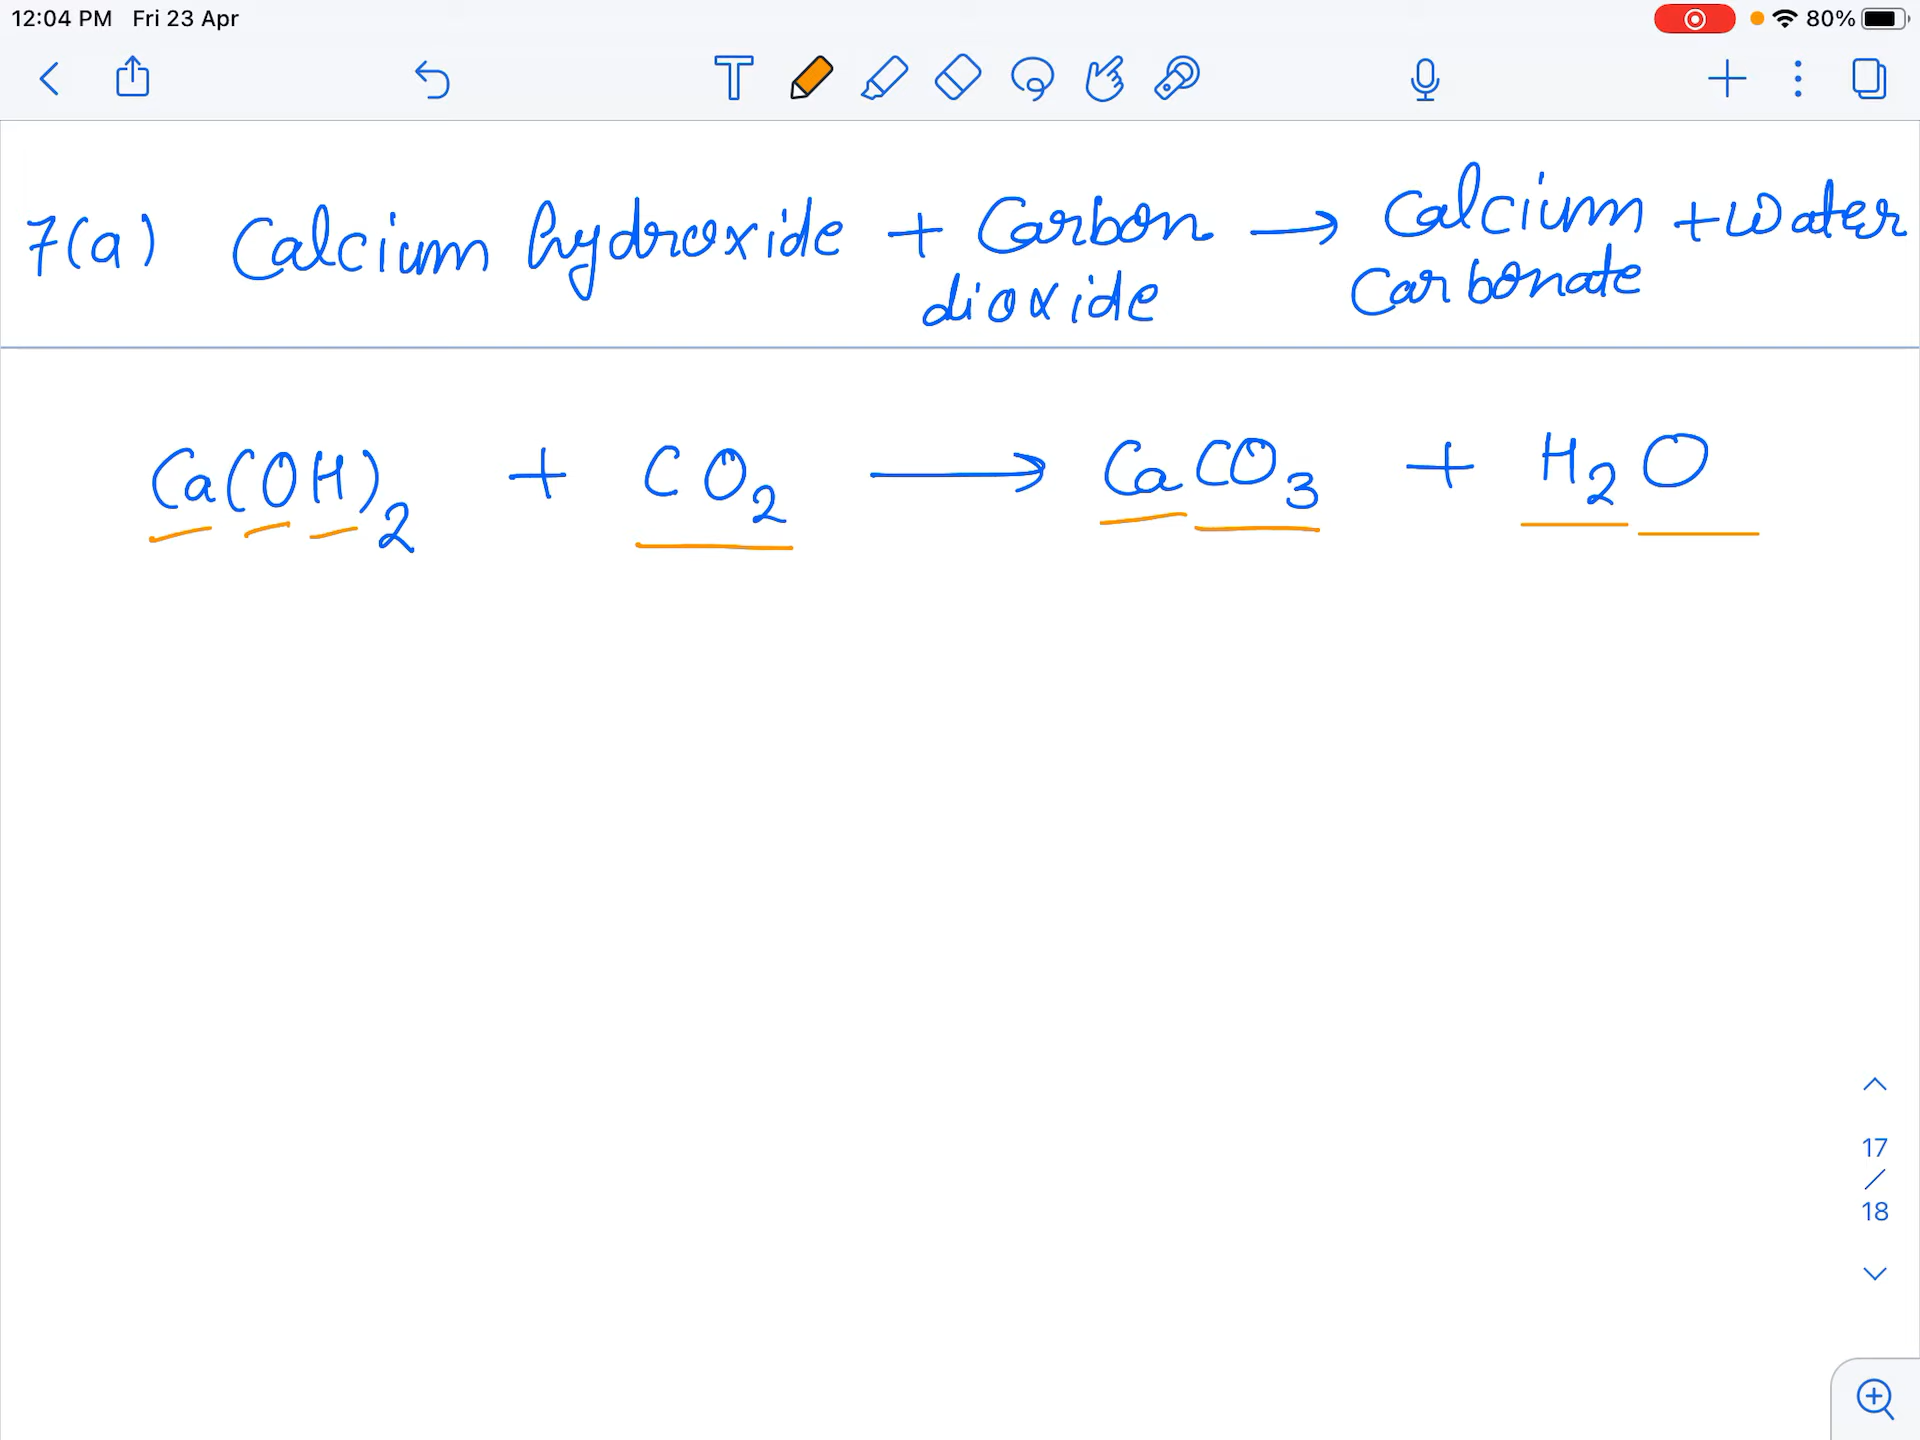 12:04 PM Fri 23 Apr 80%
7(a) Calcium hydroxide + Carbon dioxide → Calcium Carbonate + Water
Ca(OH)₂ + CO₂ → CaCO₃ + H₂O
17
/
18